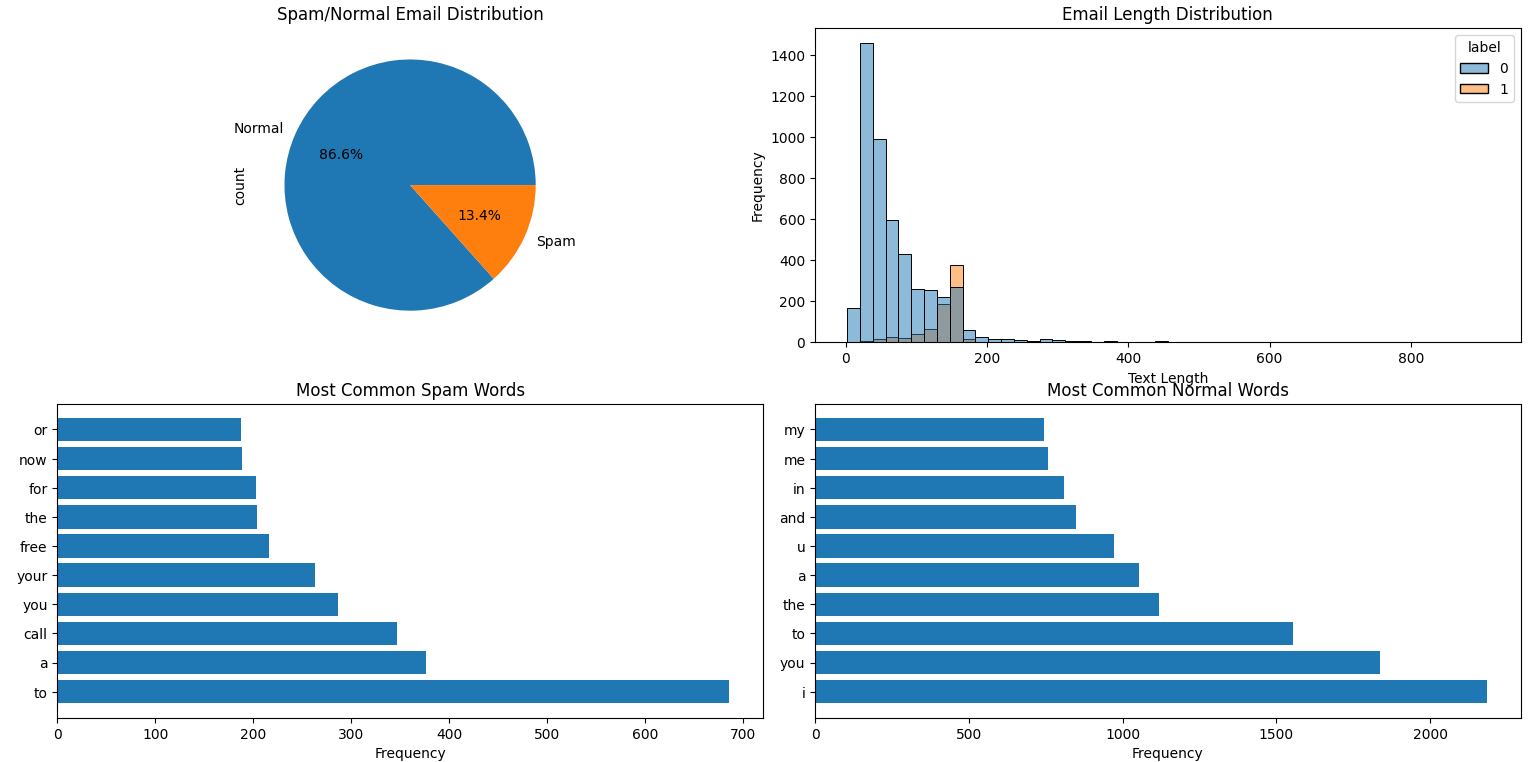 Spam/Normal Email Distribution
Normal
86.6%
count
13.4%
Spam
Email Length Distribution
1400
1200
1000
800
600
400
200
0
Frequency
label
0
1
0 200 400 600 800
Text Length
Most Common Spam Words
or
now
for
the
free
your
you
call
a
to
0 100 200 300 400 500 600 700
Frequency
Most Common Normal Words
my
me
in
and
u
a
the
to
you
i
0 500 1000 1500 2000
Frequency